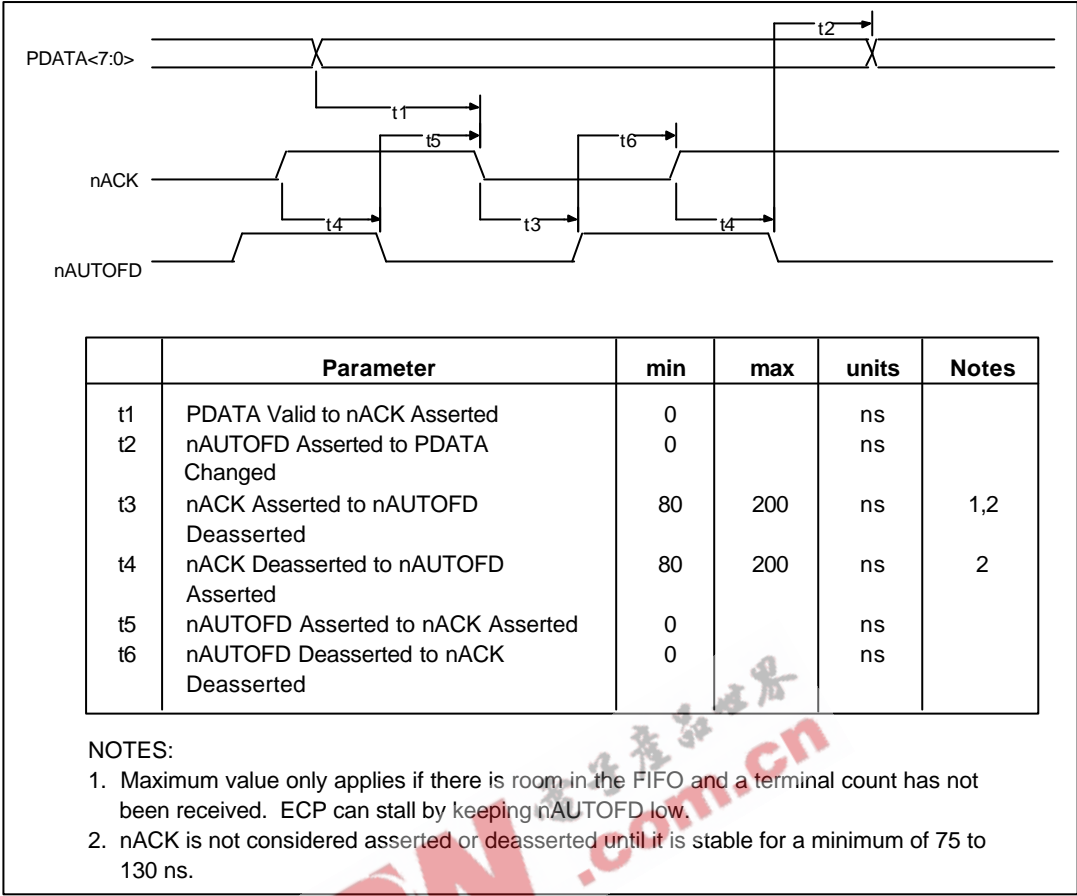 t2
PDATA<7:0>
t1
t5
t6
nACK
t4
t3
t4
nAUTOFD
Parameter min max units Notes
t1 PDATA Valid to nACK Asserted 0 ns
t2 nAUTOFD Asserted to PDATA 0 ns
Changed
t3 nACK Asserted to nAUTOFD 80 200 ns 1,2
Deasserted
t4 nACK Deasserted to nAUTOFD 80 200 ns 2
Asserted
t5 nAUTOFD Asserted to nACK Asserted 0 ns
t6 nAUTOFD Deasserted to nACK 0 ns
Deasserted
NOTES:
1. Maximum value only applies if there is room in the FIFO and a terminal count has not
been received. ECP can stall by keeping nAUTOFD low.
2. nACK is not considered asserted or deasserted until it is stable for a minimum of 75 to
130 ns.
电子產品世界
.com.cn